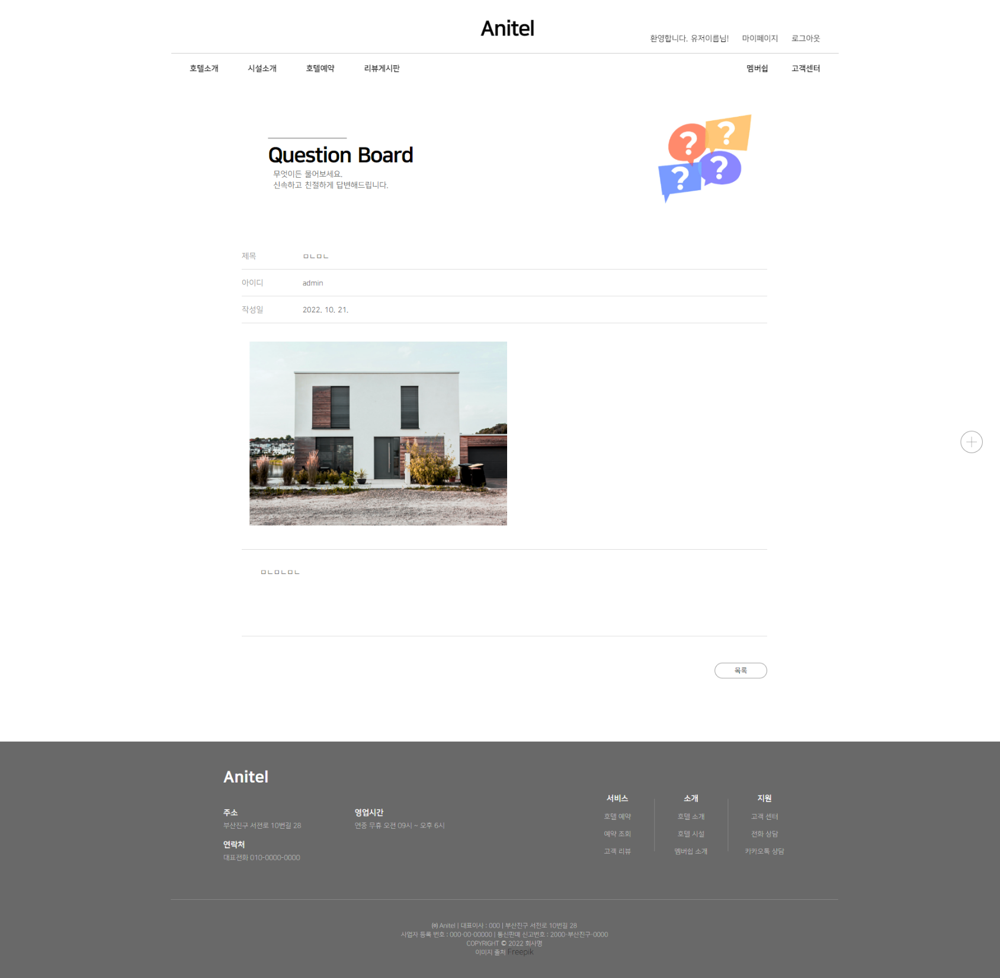 Anitel
환영합니다. 유저이름님! 마이페이지 로그아웃
호텔소개 시설소개 호텔예약 리뷰게시판 멤버쉽 고객센터
Question Board
무엇이든 물어보세요.
신속하고 친절하게 답변해드립니다.
? ?
? ?
제목 ㅁㄴㅁㄴ
아이디 admin
작성일 2022. 10. 21.
ㅁㄴㅁㄴㅁㄴ
목록
Anitel
주소
부산진구 서전로 10번길 28
연락처
대표전화 010-0000-0000
영업시간
연중 무휴 오전 09시 ~ 오후 6시
서비스
호텔 예약
예약 조회
고객 리뷰
소개
호텔 소개
호텔 시설
멤버쉽 소개
지원
고객 센터
전화 상담
카카오톡 상담
㈜ Anitel | 대표이사 : 000 | 부산진구 서전로 10번길 28
사업자 등록 번호 : 000-00-00000 | 통신판매 신고번호 : 2000-부산진구-0000
COPYRIGHT © 2022 회사명
이미지 출처 Freepik